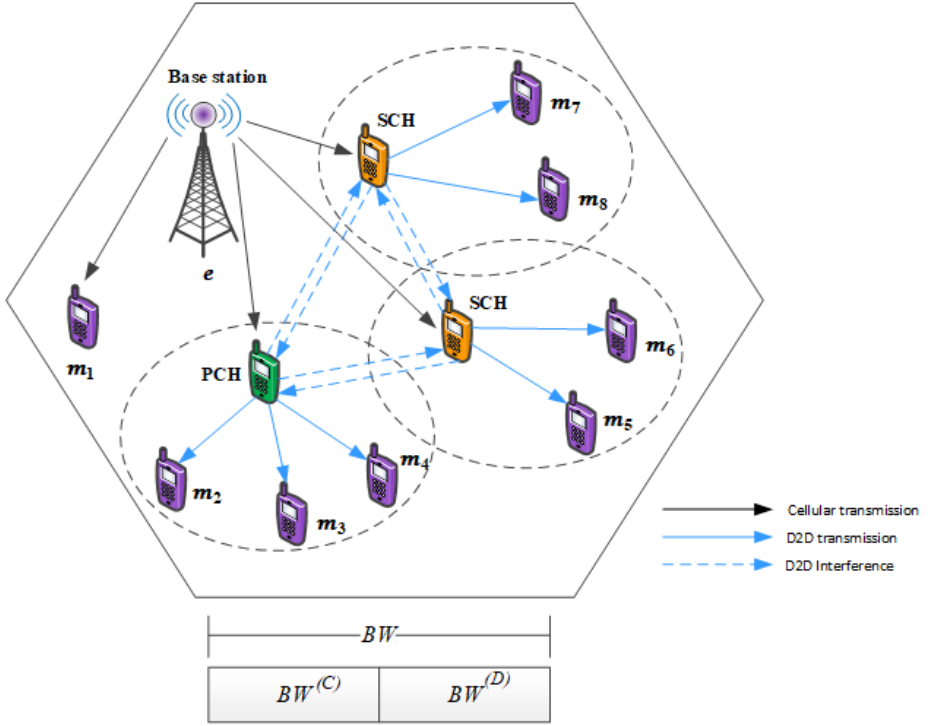 Base station
SCH
m7
m8
e
SCH
m1
PCH
m6
m5
m4
m2
m3
Cellular transmission
D2D transmission
D2D Interference
BW
BW(C)
BW(D)